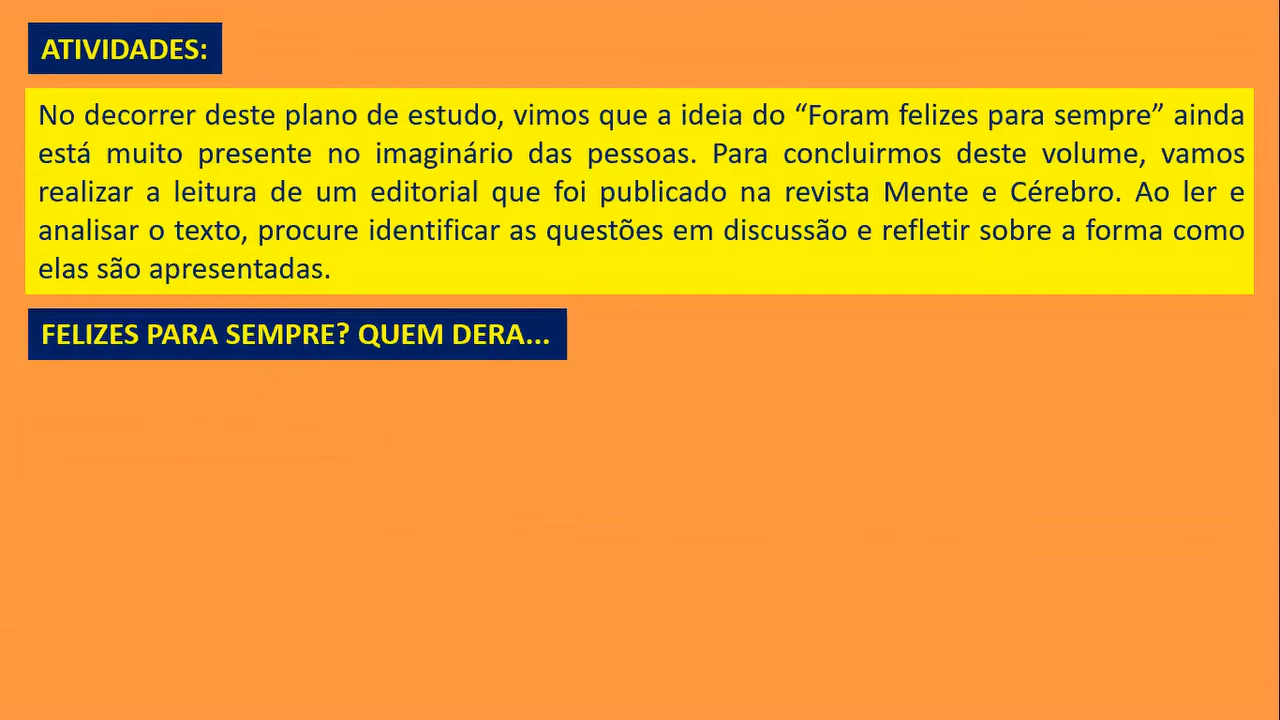 ATIVIDADES:
No decorrer deste plano de estudo, vimos que a ideia do “Foram felizes para sempre” ainda
está muito presente no imaginário das pessoas. Para concluirmos deste volume, vamos
realizar a leitura de um editorial que foi publicado na revista Mente e Cérebro. Ao ler e
analisar o texto, procure identificar as questões em discussão e refletir sobre a forma como
elas são apresentadas.
FELIZES PARA SEMPRE? QUEM DERA...